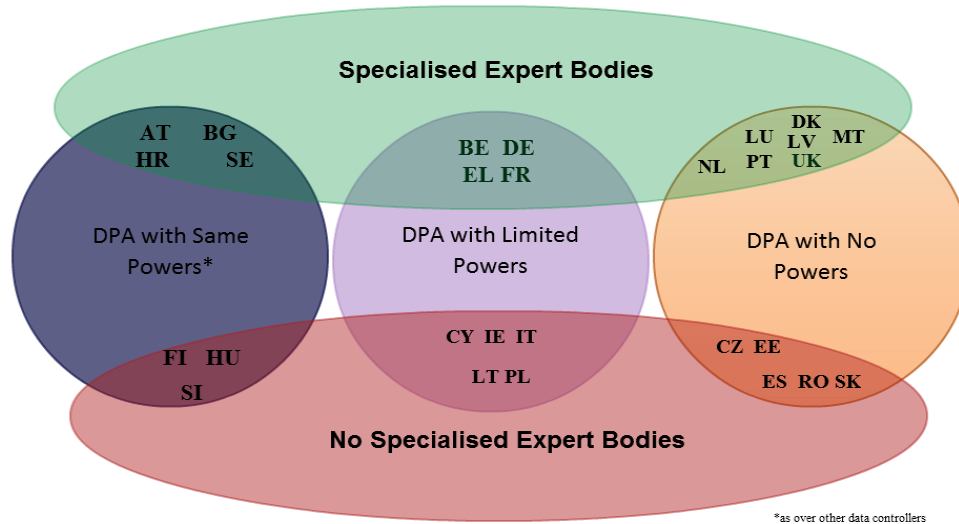 Specialised Expert Bodies
AT BG
HR SE
BE DE
EL FR
DK
LU LV MT
NL PT UK
DPA with Same
Powers*
DPA with Limited
Powers
DPA with No
Powers
FI HU
SI
CY IE IT
LT PL
CZ EE
ES RO SK
No Specialised Expert Bodies
*as over other data controllers